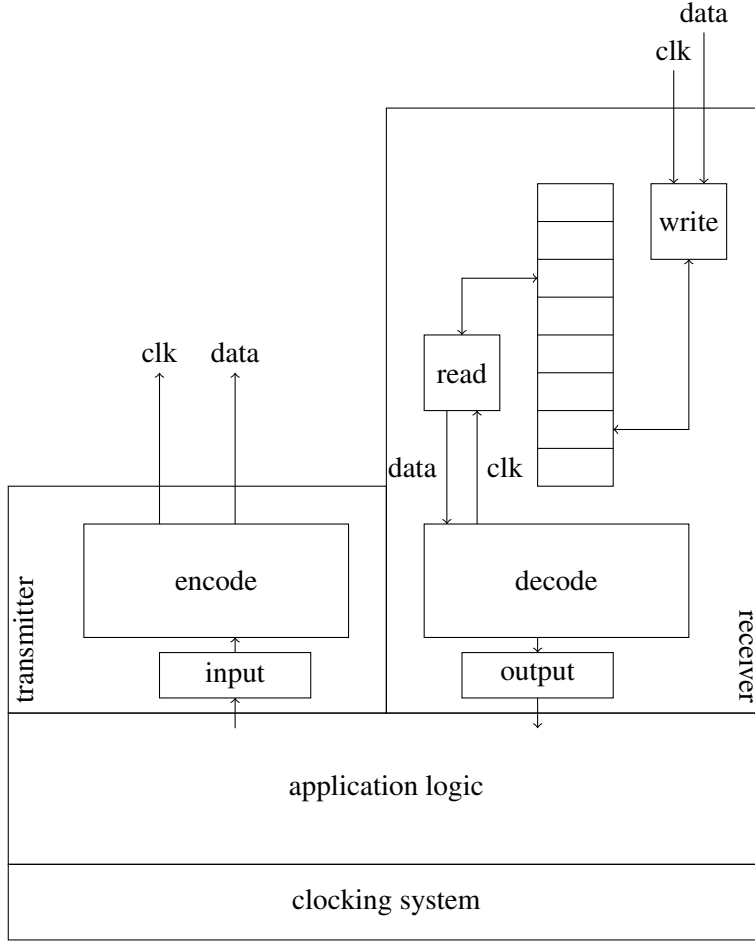 data
clk
write
clk
data
read
data
clk
encode
decode
transmitter
receiver
input
output
application logic
clocking system